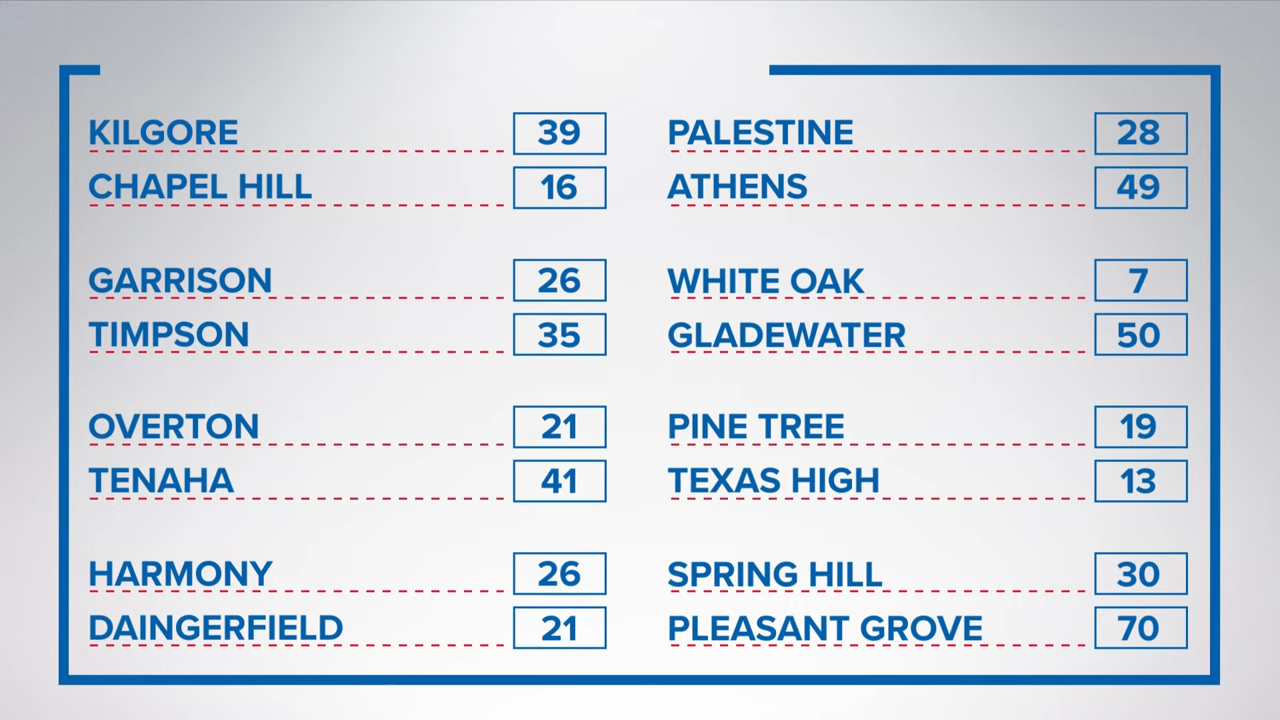 KILGORE 39
CHAPEL HILL 16
GARRISON 26
TIMPSON 35
OVERTON 21
TENAHA 41
HARMONY 26
DAINGERFIELD 21
PALESTINE 28
ATHENS 49
WHITE OAK 7
GLADEWATER 50
PINE TREE 19
TEXAS HIGH 13
SPRING HILL 30
PLEASANT GROVE 70